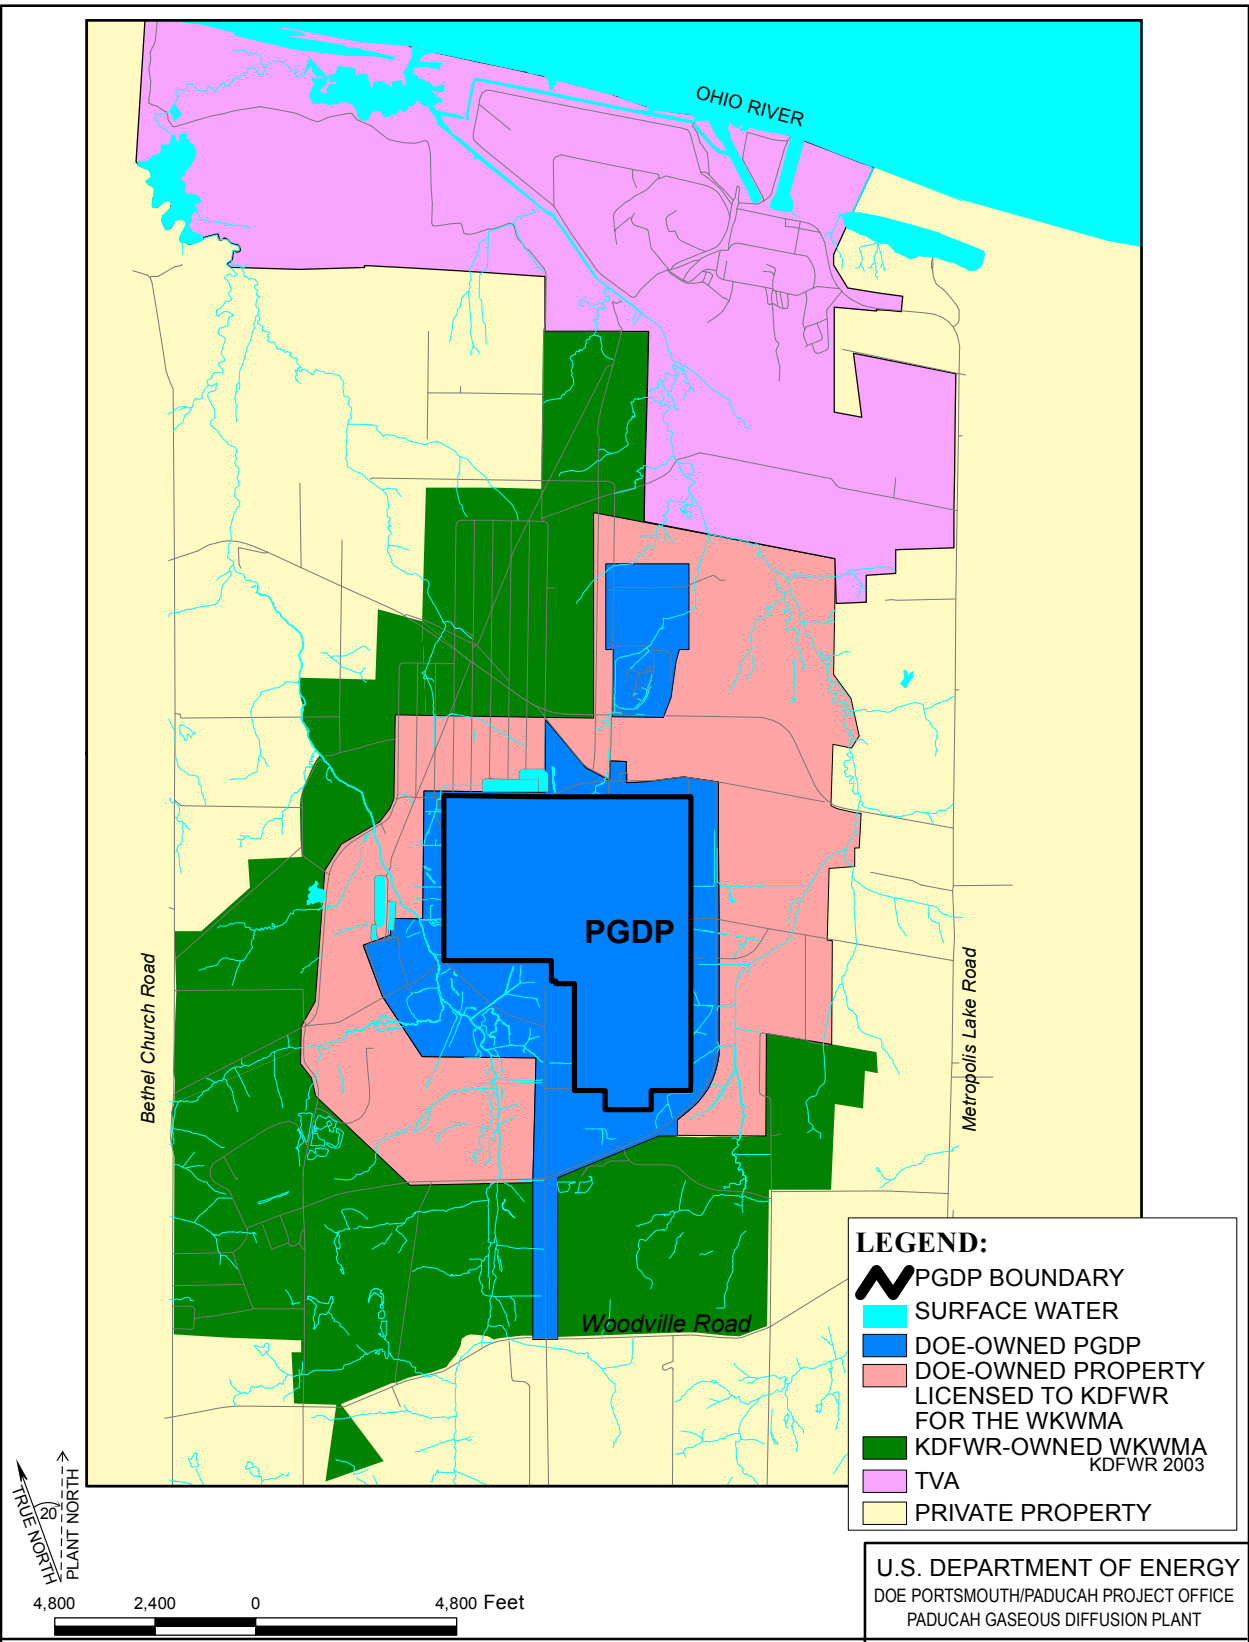 OHIO RIVER
PGDP
Bethel Church Road
Metropolis Lake Road
Woodville Road
LEGEND:
PGDP BOUNDARY
SURFACE WATER
DOE-OWNED PGDP
DOE-OWNED PROPERTY
LICENSED TO KDFWR
FOR THE WKWMA
KDFWR-OWNED WKWMA
KDFWR 2003
TVA
PRIVATE PROPERTY
TRUE NORTH
20
PLANT NORTH
4,800 2,400 0 4,800 Feet
U.S. DEPARTMENT OF ENERGY
DOE PORTSMOUTH/PADUCAH PROJECT OFFICE
PADUCAH GASEOUS DIFFUSION PLANT